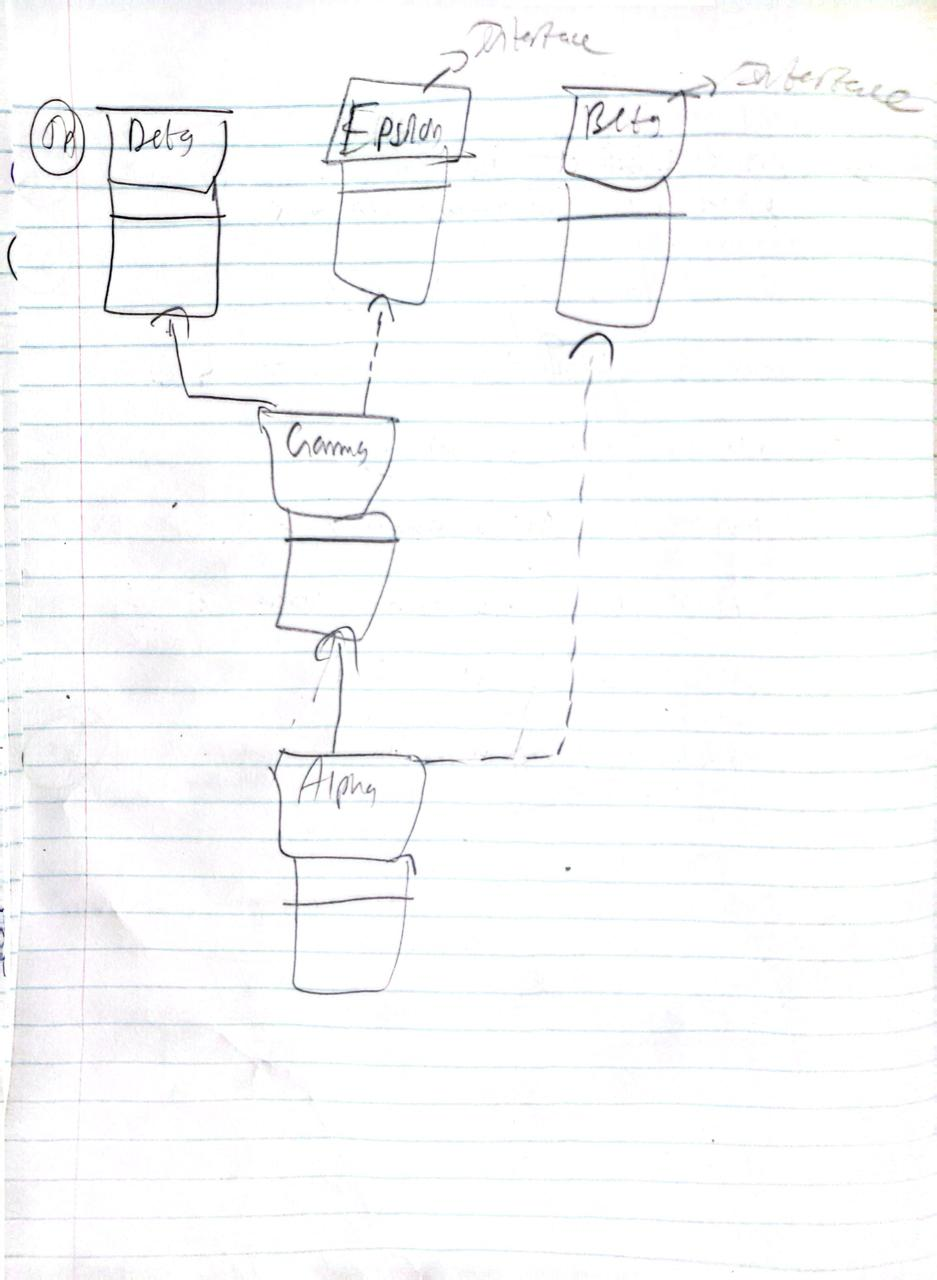 Interface
Interface
Delta
Epsilon
Beta
Gamma
Alpha